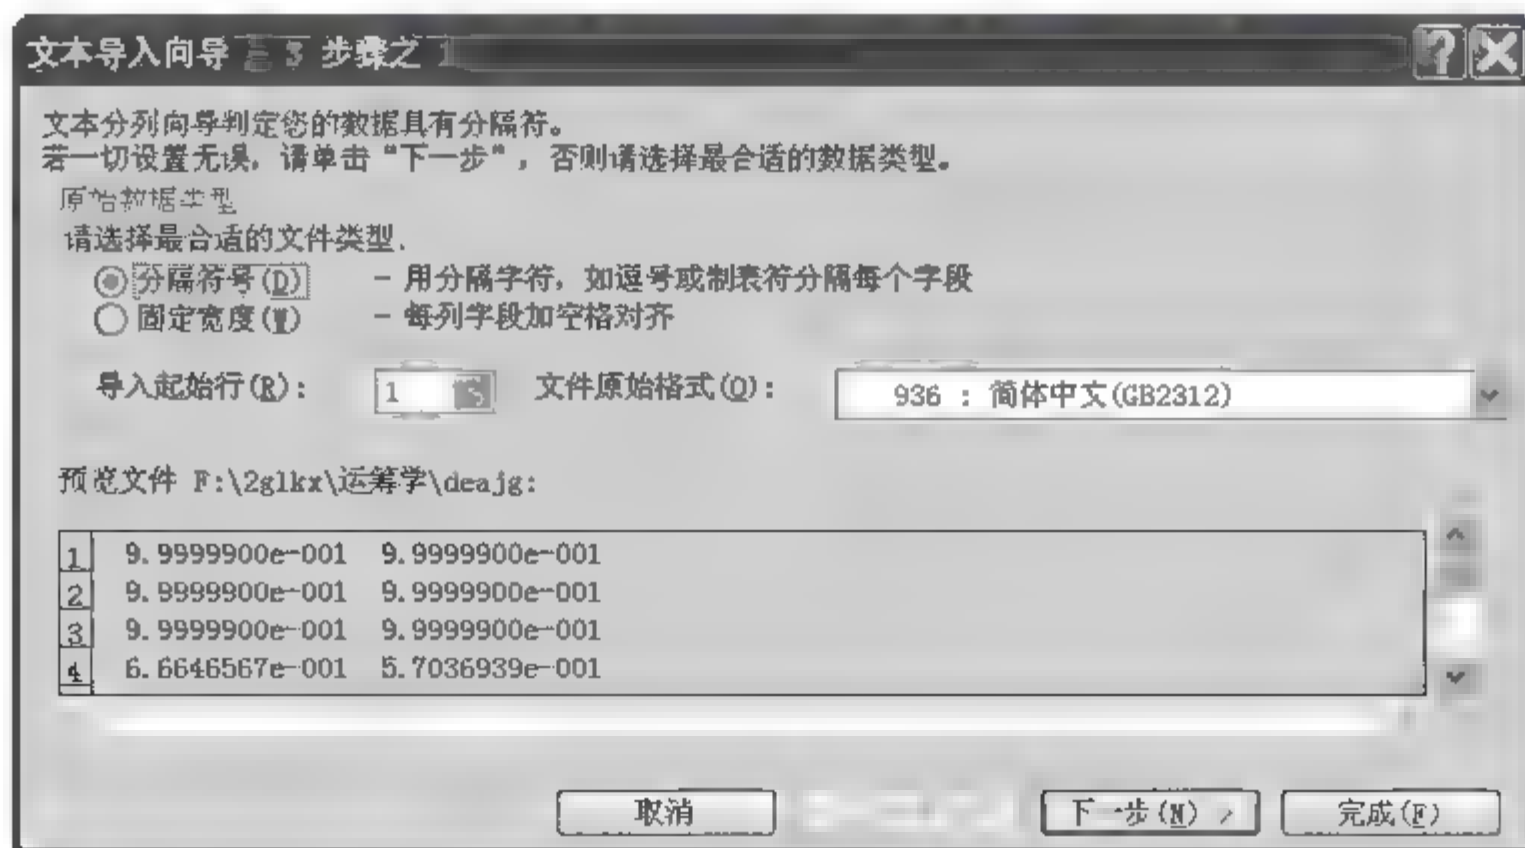 文本导入向导 - 3 步骤之 1
文本分列向导判定您的数据具有分隔符。
若一切设置无误,请单击“下一步”,否则请选择最合适的数据类型。
原始数据类型
请选择最合适的文件类型.
分隔符号(D) - 用分隔字符,如逗号或制表符分隔每个字段
固定宽度(W) - 每列字段加空格对齐
导入起始行(R): 1 文件原始格式(O): 936 : 简体中文(GB2312)
预览文件 F:\2glkx\运筹学\deajg:
1 9.9999900e-001 9.9999900e-001
2 9.9999900e-001 9.9999900e-001
3 9.9999900e-001 9.9999900e-001
4 6.6646567e-001 5.7036939e-001
取消 下一步(N) > 完成(F)